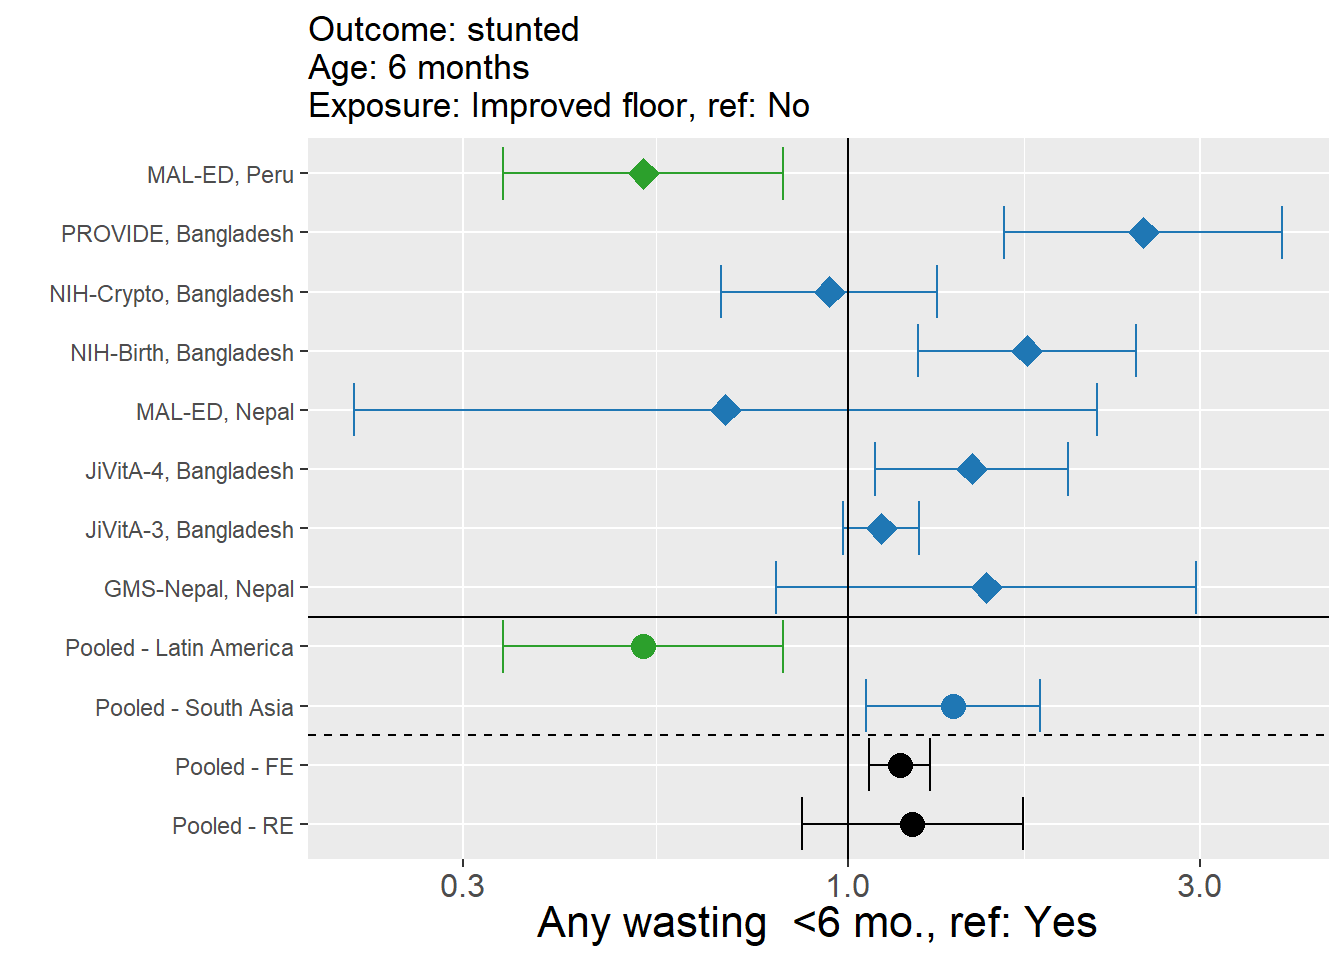 Outcome: stunted
Age: 6 months
Exposure: Improved floor, ref: No
MAL-ED, Peru
PROVIDE, Bangladesh
NIH-Crypto, Bangladesh
NIH-Birth, Bangladesh
MAL-ED, Nepal
JiVitA-4, Bangladesh
JiVitA-3, Bangladesh
GMS-Nepal, Nepal
Pooled - Latin America
Pooled - South Asia
Pooled - FE
Pooled - RE
0.3 1.0 3.0
Any wasting  <6 mo., ref: Yes